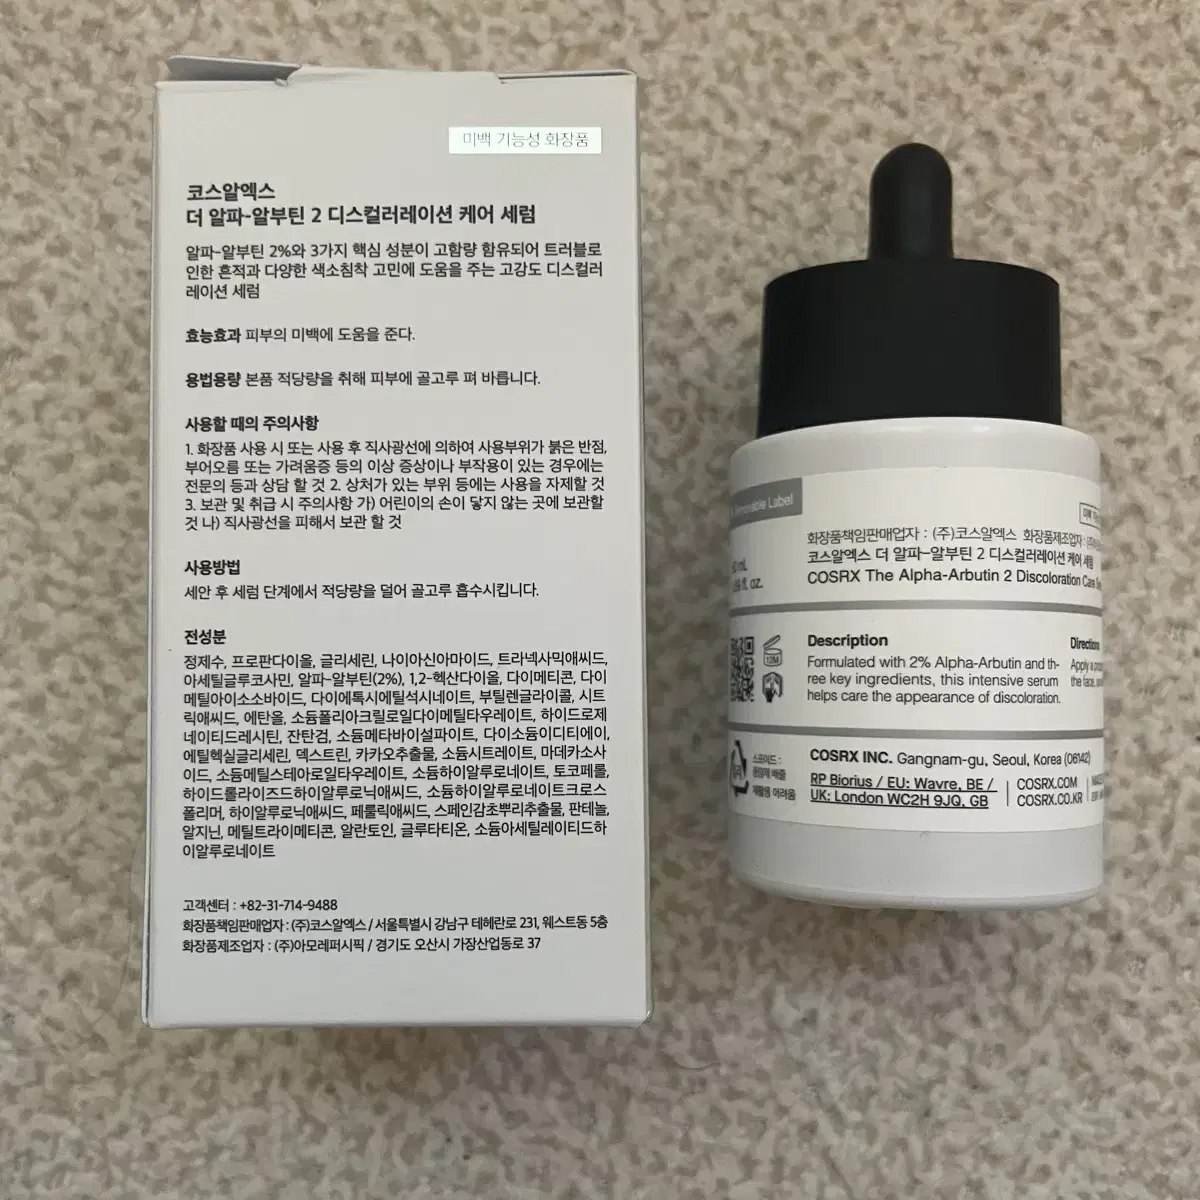 미백 기능성 화장품
코스알엑스
더 알파-알부틴 2 디스컬러레이션 케어 세럼
알파-알부틴 2%와 3가지 핵심 성분이 고함량 함유되어 트러블로
인한 흔적과 다양한 색소침착 고민에 도움을 주는 고강도 디스컬러
레이션 세럼
효능효과 피부의 미백에 도움을 준다.
용법용량 본품 적당량을 취해 피부에 골고루 펴 바릅니다.
사용할 때의 주의사항
1. 화장품 사용 시 또는 사용 후 직사광선에 의하여 사용부위가 붉은 반점,
부어오름 또는 가려움증 등의 이상 증상이나 부작용이 있는 경우에는
전문의 등과 상담 할 것 2. 상처가 있는 부위 등에는 사용을 자제할 것
3. 보관 및 취급 시 주의사항 가) 어린이의 손이 닿지 않는 곳에 보관할
것 나) 직사광선을 피해서 보관 할 것
사용방법
세안 후 세럼 단계에서 적당량을 덜어 골고루 흡수시킵니다.
전성분
정제수, 프로판다이올, 글리세린, 나이아신아마이드, 트라넥사믹애씨드,
아세틸글루코사민, 알파-알부틴(2%), 1,2-헥산다이올, 다이메티콘, 다이
메틸아이소소바이드, 다이에톡시에틸석시네이트, 부틸렌글라이콜, 시트
릭애씨드, 에탄올, 소듐폴리아크릴로일다이메틸타우레이트, 하이드로제
네이티드레시틴, 잔탄검, 소듐메타바이설파이트, 다이소듐이디티에이,
에틸헥실글리세린, 덱스트린, 카카오추출물, 소듐시트레이트, 마데카소사
이드, 소듐메틸스테아로일타우레이트, 소듐하이알루로네이트, 토코페롤,
하이드롤라이즈드하이알루로닉애씨드, 소듐하이알루로네이트크로스
폴리머, 하이알루로닉애씨드, 페룰릭애씨드, 스페인감초뿌리추출물, 판테놀,
알지닌, 메틸트라이메티콘, 알란토인, 글루타티온, 소듐아세틸레이티드하
이알루로네이트
고객센터 : +82-31-714-9488
화장품책임판매업자 : (주)코스알엑스 / 서울특별시 강남구 테헤란로 231, 웨스트동 5층
화장품제조업자 : (주)아모레퍼시픽 / 경기도 오산시 가장산업동로 37
Removable Label
화장품책임판매업자 : (주)코스알엑스 화장품제조업자 :
코스알엑스 더 알파-알부틴 2 디스컬러레이션 케어 세럼
COSRX The Alpha-Arbutin 2 Discoloration Care
mL
fl. oz.
12M
Description
Formulated with 2% Alpha-Arbutin and th-
ree key ingredients, this intensive serum
helps care the appearance of discoloration.
Directions
Apply a
the face,
스포이드 :
종량제 배출
재활용 어려움
COSRX INC. Gangnam-gu, Seoul, Korea (06142)
RP Biorius / EU: Wavre, BE /
UK: London WC2H 9JQ, GB
COSRX.COM
COSRX.CO.KR